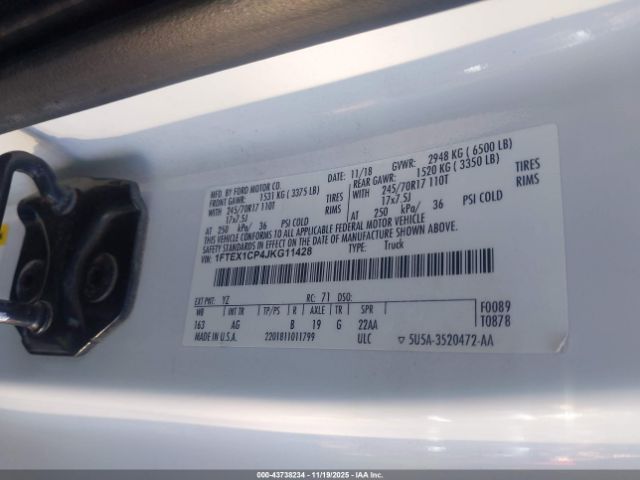 MFD. BY FORD MOTOR CO.
DATE: 11/18 GVWR: 2948 KG ( 6500 LB)
FRONT GAWR: 1531 KG ( 3375 LB)
REAR GAWR: 1520 KG ( 3350 LB)
WITH 245/70R17 110T TIRES
245/70R17 110T TIRES
17x7.5J RIMS
17x7.5J RIMS
AT 250 kPa/ 36 PSI COLD
AT 250 kPa/ 36 PSI COLD
THIS VEHICLE CONFORMS TO ALL APPLICABLE FEDERAL MOTOR VEHICLE
SAFETY STANDARDS IN EFFECT ON THE DATE OF MANUFACTURE SHOWN ABOVE.
VIN: 1FTEX1CP4JKG11428
TYPE: Truck
EXT PNT: YZ RC: 71 DSO:
WB TP/PS R AXLE TR SPR
163 AG B 19 G 22AA
F0089
T0878
MADE IN U.S.A. 2201811011799 ULC 5U5A-3520472-AA
000-43738234 - 11/19/2025 - IAA, Inc.